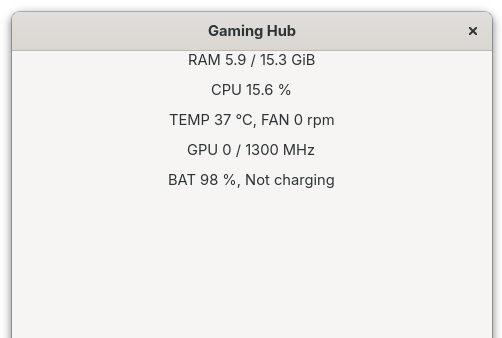 Gaming Hub ×
RAM 5.9 / 15.3 GiB
CPU 15.6 %
TEMP 37 °C, FAN 0 rpm
GPU 0 / 1300 MHz
BAT 98 %, Not charging